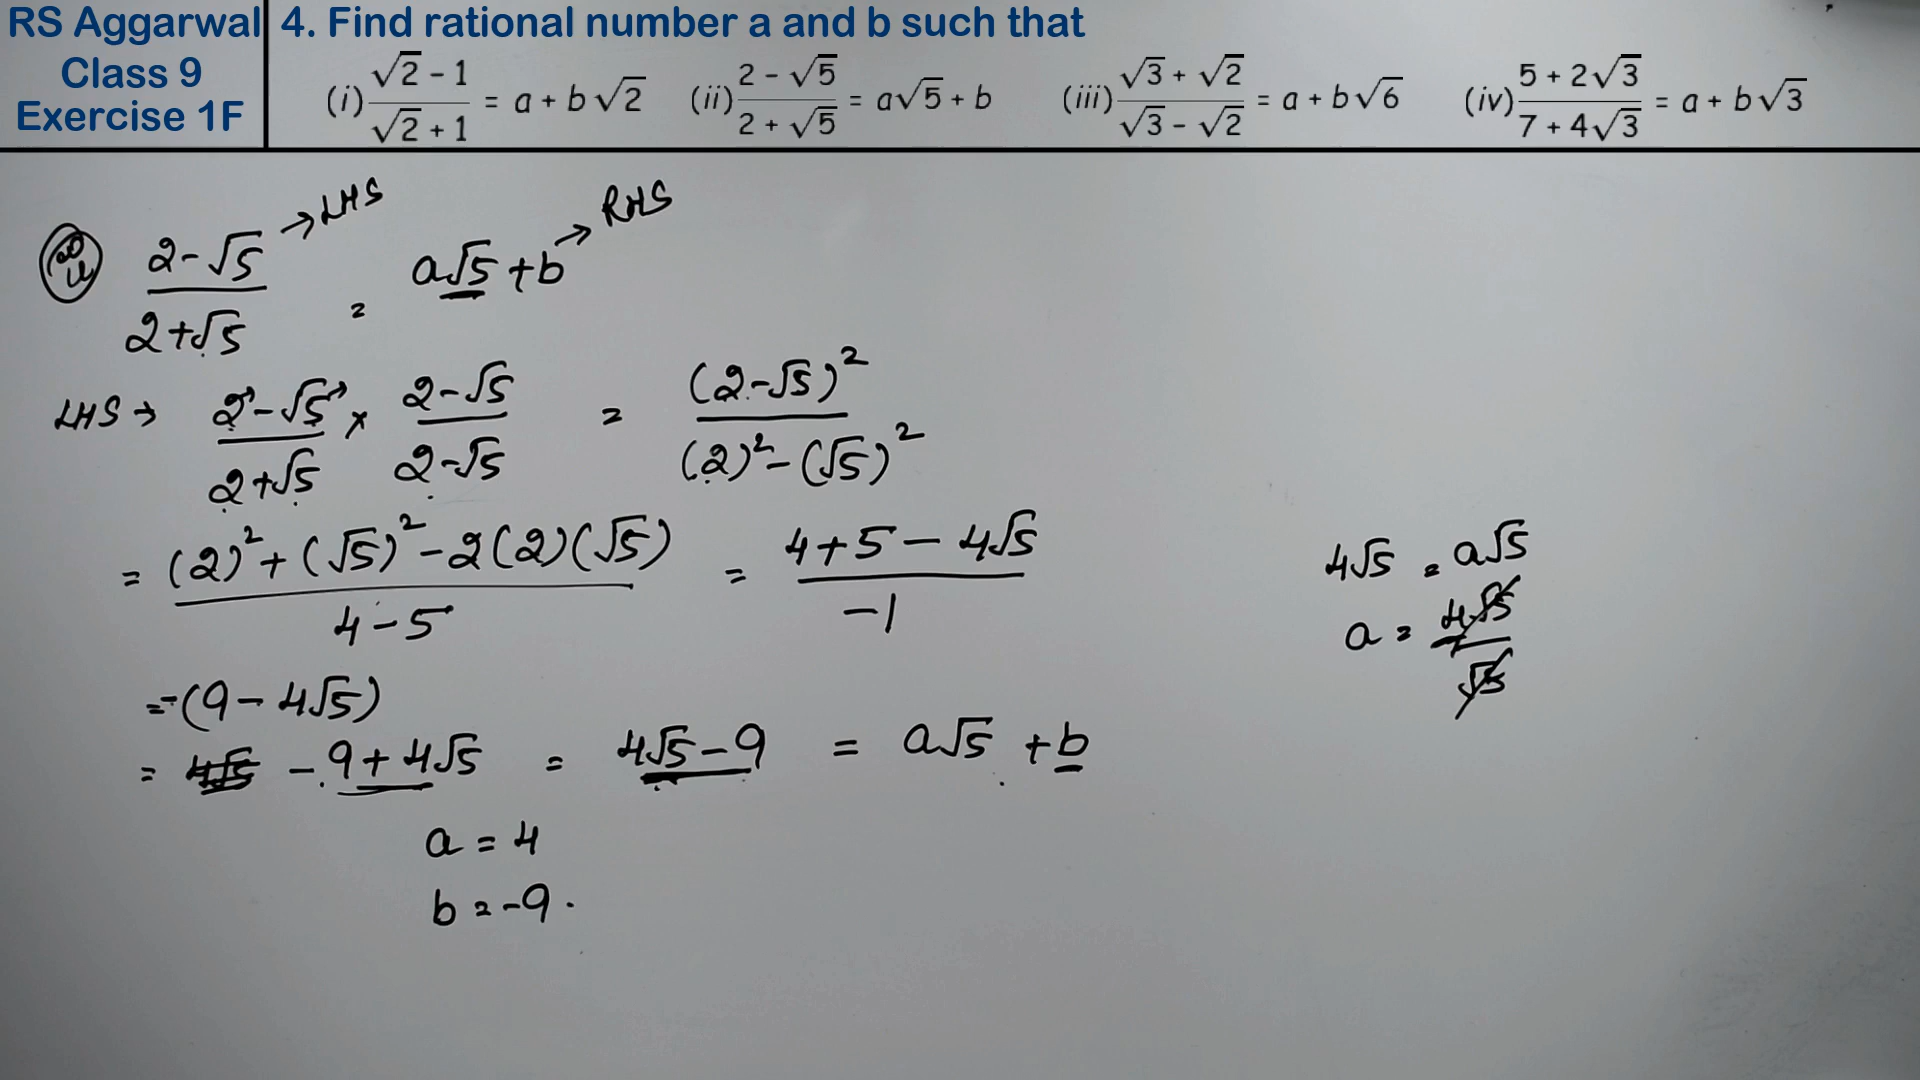 RS Aggarwal
Class 9
Exercise 1F
4. Find rational number a and b such that
(i) (√2 - 1)/(√2 + 1) = a + b√2 (ii) (2 - √5)/(2 + √5) = a√5 + b (iii) (√3 + √2)/(√3 - √2) = a + b√6 (iv) (5 + 2√3)/(7 + 4√3) = a + b√3
(2-√5)/(2+√5) → LHS = a√5 + b → RHS
LHS → (2-√5)/(2+√5) × (2-√5)/(2-√5) = (2-√5)²/((2)²-(√5)²)
= ((2)²+(√5)²-2(2)(√5))/(4-5) = (4+5-4√5)/(-1)
= -(9-4√5)
= -9+4√5 = 4√5-9 = a√5 + b
a = 4
b = -9.
4√5 = a√5
a = 4√5/√5